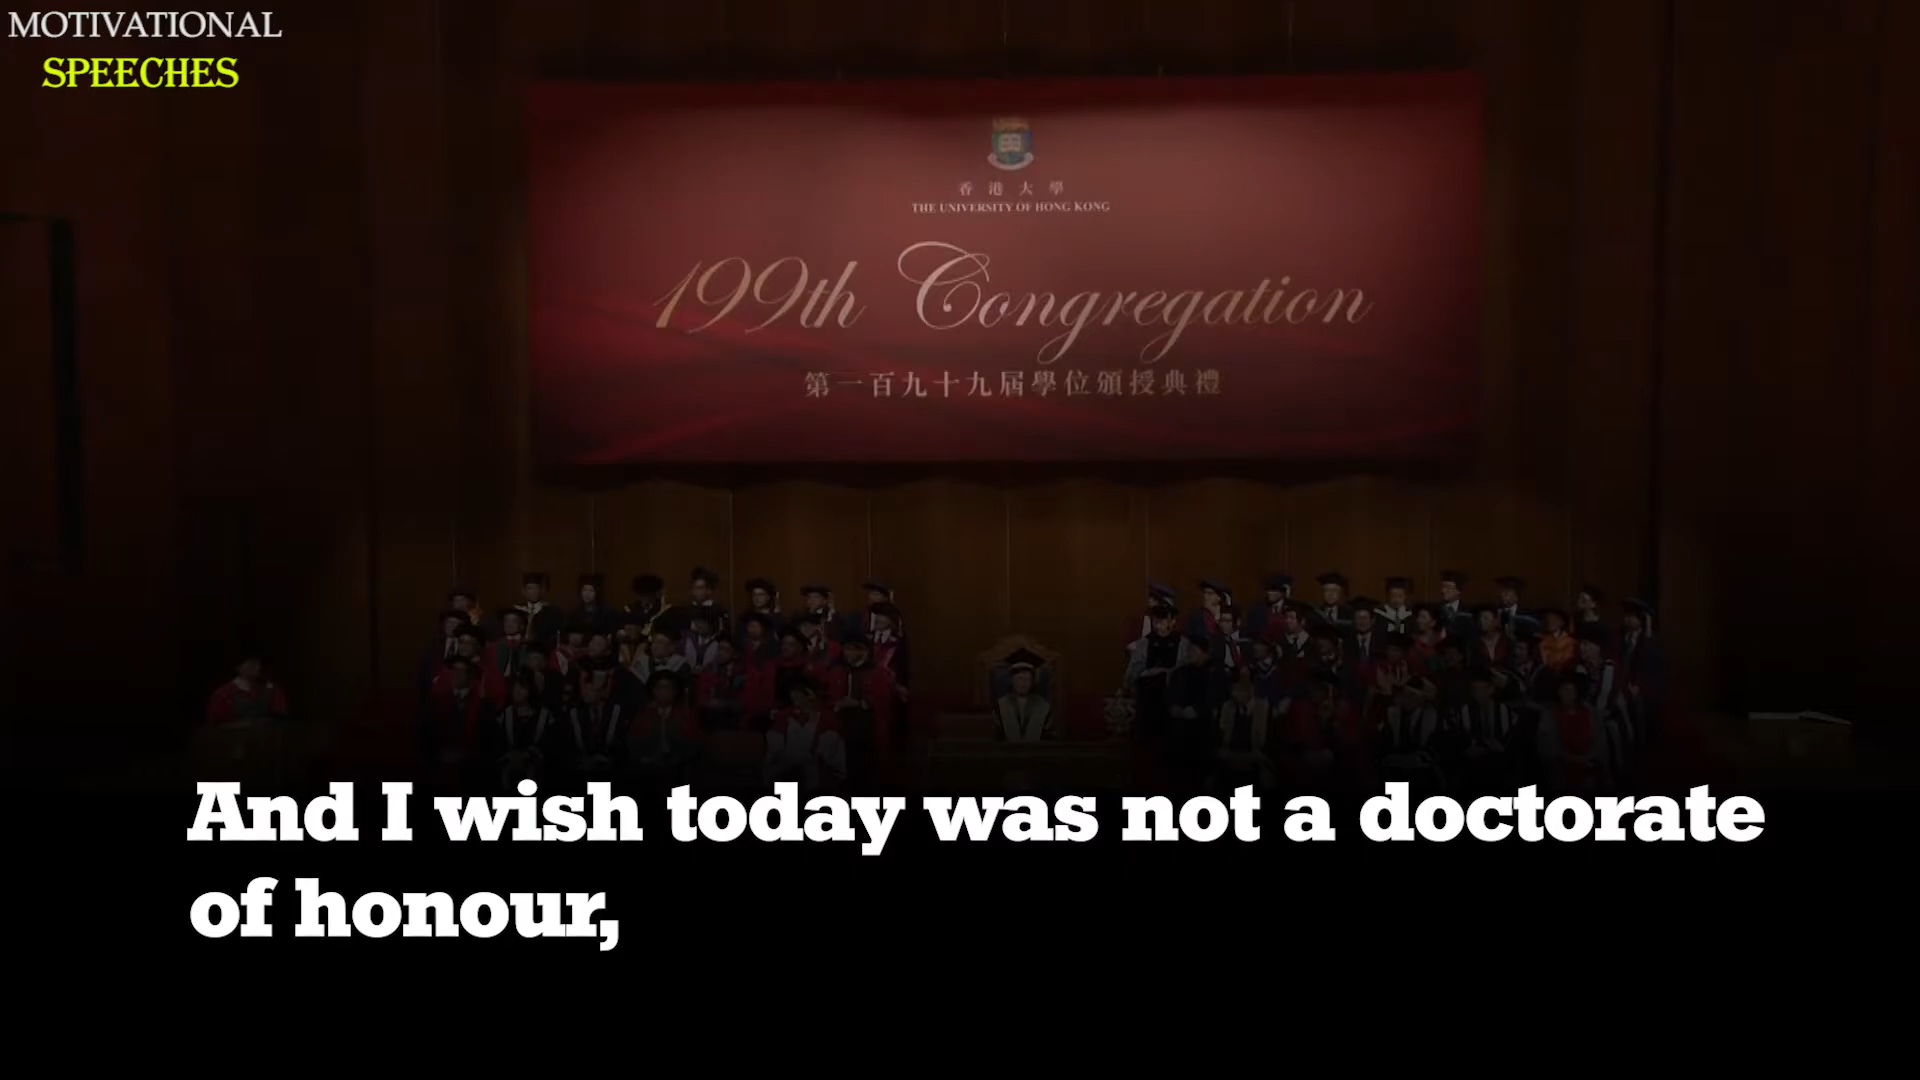 MOTIVATIONAL
SPEECHES
香港大學
THE UNIVERSITY OF HONG KONG
199th Congregation
第一百九十九屆學位頒授典禮
And I wish today was not a doctorate
of honour,